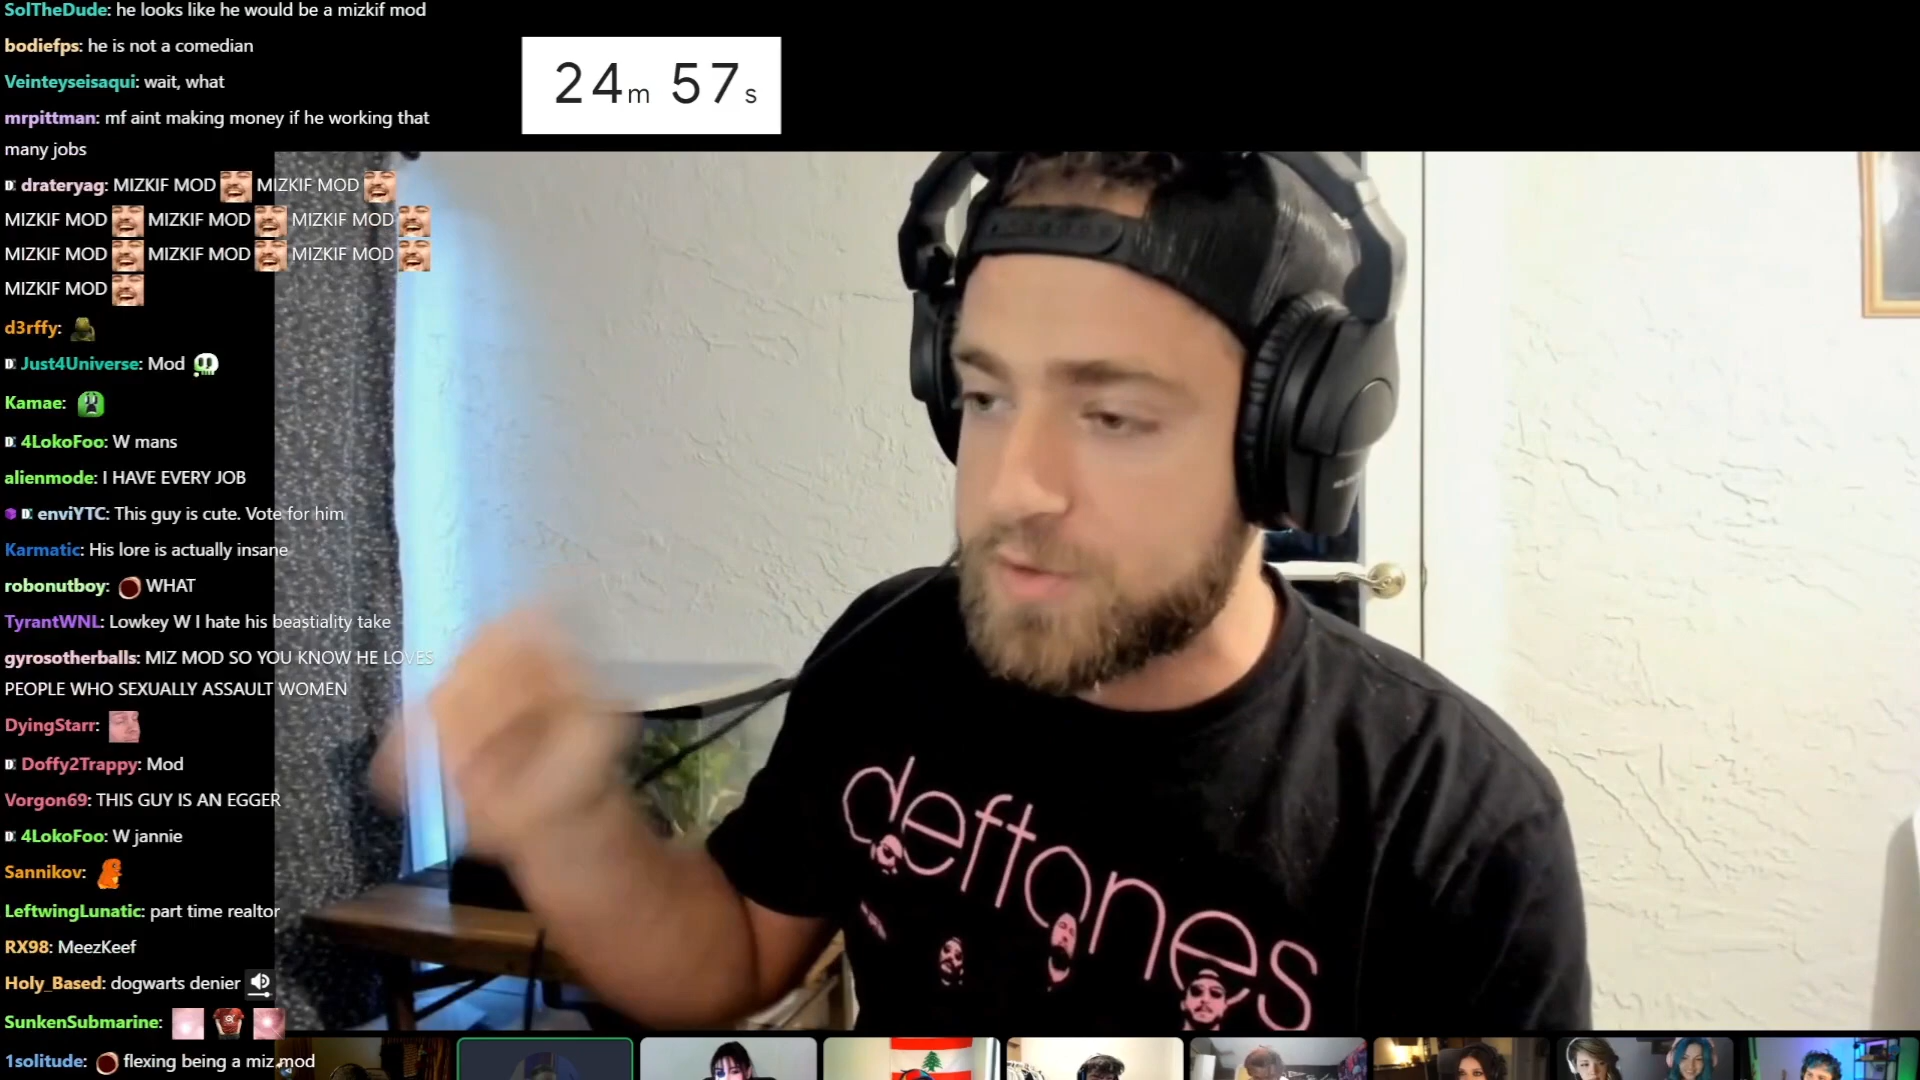 SolTheDude: he looks like he would be a mizkif mod
bodiefps: he is not a comedian
Veinteyseisaqui: wait, what
mrpittman: mf aint making money if he working that
many jobs
drateryag: MIZKIF MOD MIZKIF MOD
MIZKIF MOD MIZKIF MOD MIZKIF MOD
MIZKIF MOD MIZKIF MOD MIZKIF MOD
MIZKIF MOD
d3rffy:
Just4Universe: Mod
Kamae:
4LokoFoo: W mans
alienmode: I HAVE EVERY JOB
enviYTC: This guy is cute. Vote for him
Karmatic: His lore is actually insane
robonutboy: WHAT
TyrantWNL: Lowkey W I hate his beastiality take
gyrosotherballs: MIZ MOD SO YOU KNOW HE LOVES
PEOPLE WHO SEXUALLY ASSAULT WOMEN
DyingStarr:
Doffy2Trappy: Mod
Vorgon69: THIS GUY IS AN EGGER
4LokoFoo: W jannie
Sannikov:
LeftwingLunatic: part time realtor
RX98: MeezKeef
Holy_Based: dogwarts denier
SunkenSubmarine:
1solitude: flexing being a miz mod
24m 57s
deftones